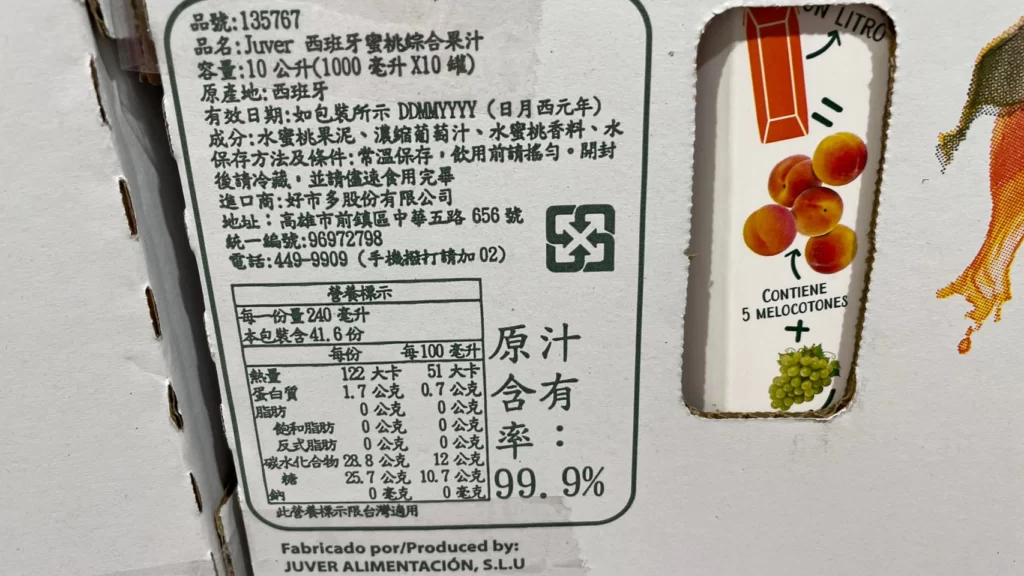 品號:135767
品名:Juver 西班牙蜜桃綜合果汁
容量:10 公升(1000 毫升 X10 罐)
原產地:西班牙
有效日期:如包裝所示 DDMMYYYY (日月西元年)
成分:水蜜桃果泥、濃縮葡萄汁、水蜜桃香料、水
保存方法及條件:常溫保存，飲用前請搖勻。開封
後請冷藏，並請儘速食用完畢
進口商:好市多股份有限公司
地址：高雄市前鎮區中華五路 656 號
統一編號:96972798
電話:449-9909 (手機撥打請加 02)
營養標示
每一份量 240 毫升
本包裝含 41.6 份
每份 每 100 毫升
熱量 122 大卡 51 大卡
蛋白質 1.7 公克 0.7 公克
脂肪 0 公克 0 公克
飽和脂肪 0 公克 0 公克
反式脂肪 0 公克 0 公克
碳水化合物 28.8 公克 12 公克
糖 25.7 公克 10.7 公克
鈉 0 毫克 0 毫克
此營養標示限台灣適用
原汁
含有
率：
99.9%
Fabricado por/Produced by:
JUVER ALIMENTACIÓN, S.L.U
UN LITRO
CONTIENE
5 MELOCOTONES
+